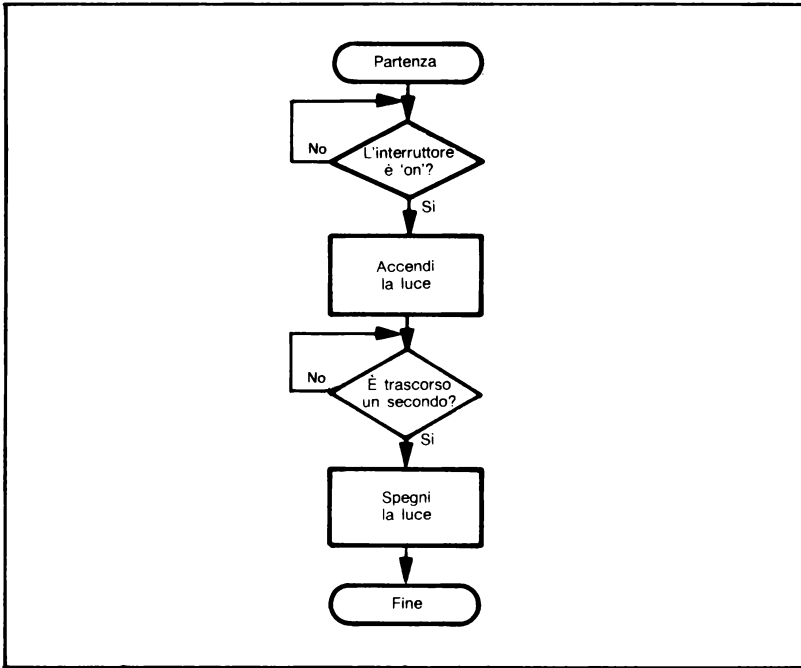 Partenza
No
L'interruttore
è 'on'?
Si
Accendi
la luce
No
È trascorso
un secondo?
Si
Spegni
la luce
Fine